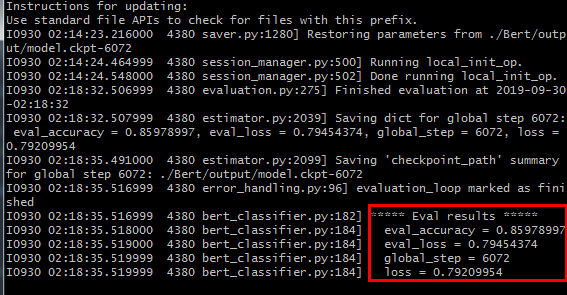 Instructions for updating:
Use standard file APIs to check for files with this prefix.
I0930 02:14:23.216000  4380 saver.py:1280] Restoring parameters from ./Bert/outp
ut/model.ckpt-6072
I0930 02:14:24.464999  4380 session_manager.py:500] Running local_init_op.
I0930 02:14:24.548000  4380 session_manager.py:502] Done running local_init_op.
I0930 02:18:32.506999  4380 evaluation.py:275] Finished evaluation at 2019-09-30
-02:18:32
I0930 02:18:32.507999  4380 estimator.py:2039] Saving dict for global step 6072:
 eval_accuracy = 0.85978997, eval_loss = 0.79454374, global_step = 6072, loss =
0.79209954
I0930 02:18:35.491000  4380 estimator.py:2099] Saving 'checkpoint_path' summary
for global step 6072: ./Bert/output/model.ckpt-6072
I0930 02:18:35.516999  4380 error_handling.py:96] evaluation_loop marked as fini
shed
I0930 02:18:35.516999  4380 bert_classifier.py:182] ***** Eval results *****
I0930 02:18:35.518000  4380 bert_classifier.py:184]   eval_accuracy = 0.85978997
I0930 02:18:35.519000  4380 bert_classifier.py:184]   eval_loss = 0.79454374
I0930 02:18:35.519000  4380 bert_classifier.py:184]   global_step = 6072
I0930 02:18:35.519999  4380 bert_classifier.py:184]   loss = 0.79209954